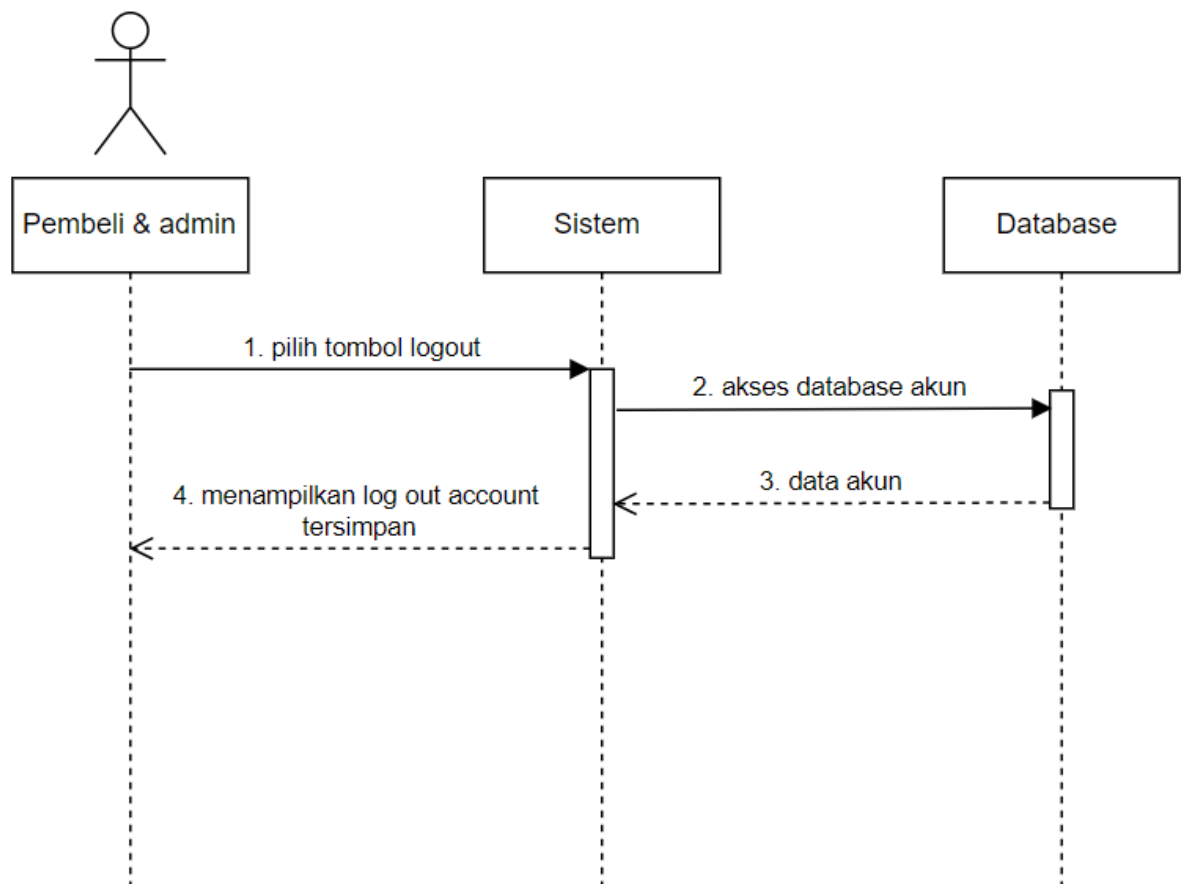 Pembeli & admin
Sistem
Database
1. pilih tombol logout
2. akses database akun
3. data akun
4. menampilkan log out account
tersimpan